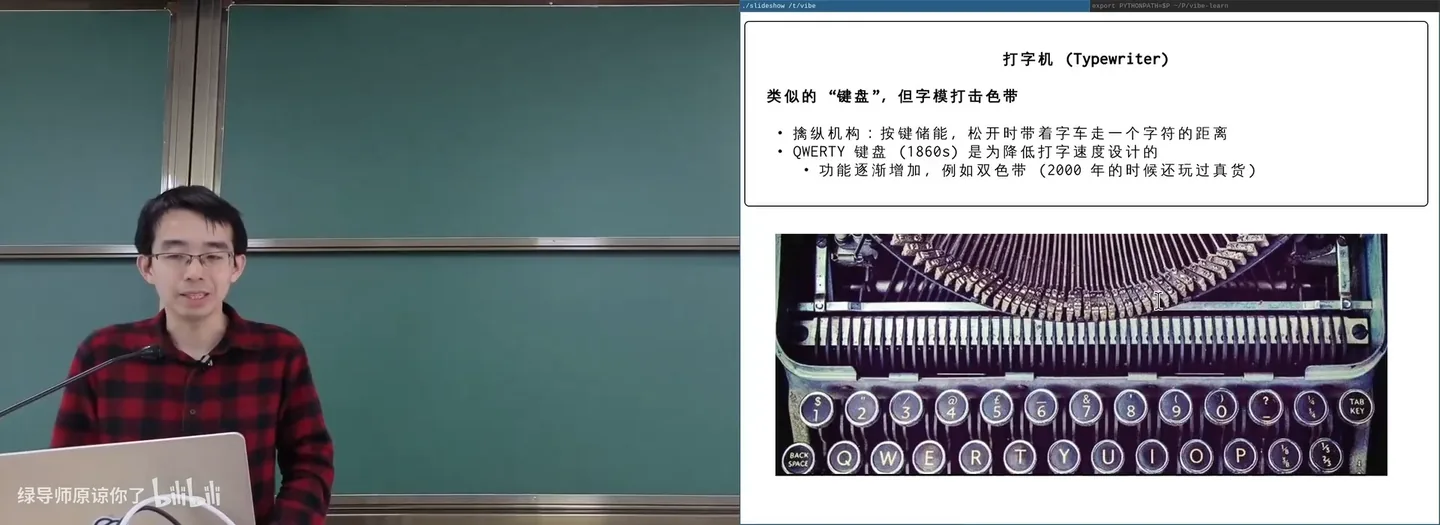 ./slideshow /t/vibe
export PYTHONPATH=$P ~/P/vibe-learn
打字机 (Typewriter)
类似的 “键盘”，但字模打击色带
• 擒纵机构：按键储能，松开时带着字车走一个字符的距离
• QWERTY 键盘 (1860s) 是为降低打字速度设计的
• 功能逐渐增加，例如双色带 (2000 年的时候还玩过真货)
$ 1 " 2 / 3 @ 4 £ 5 _ 6 & 7 ' 8 ( 9 ) 0 ? - TAB KEY
BACK SPACE Q W E R T Y U I O P
绿导师原谅你了 bilibili